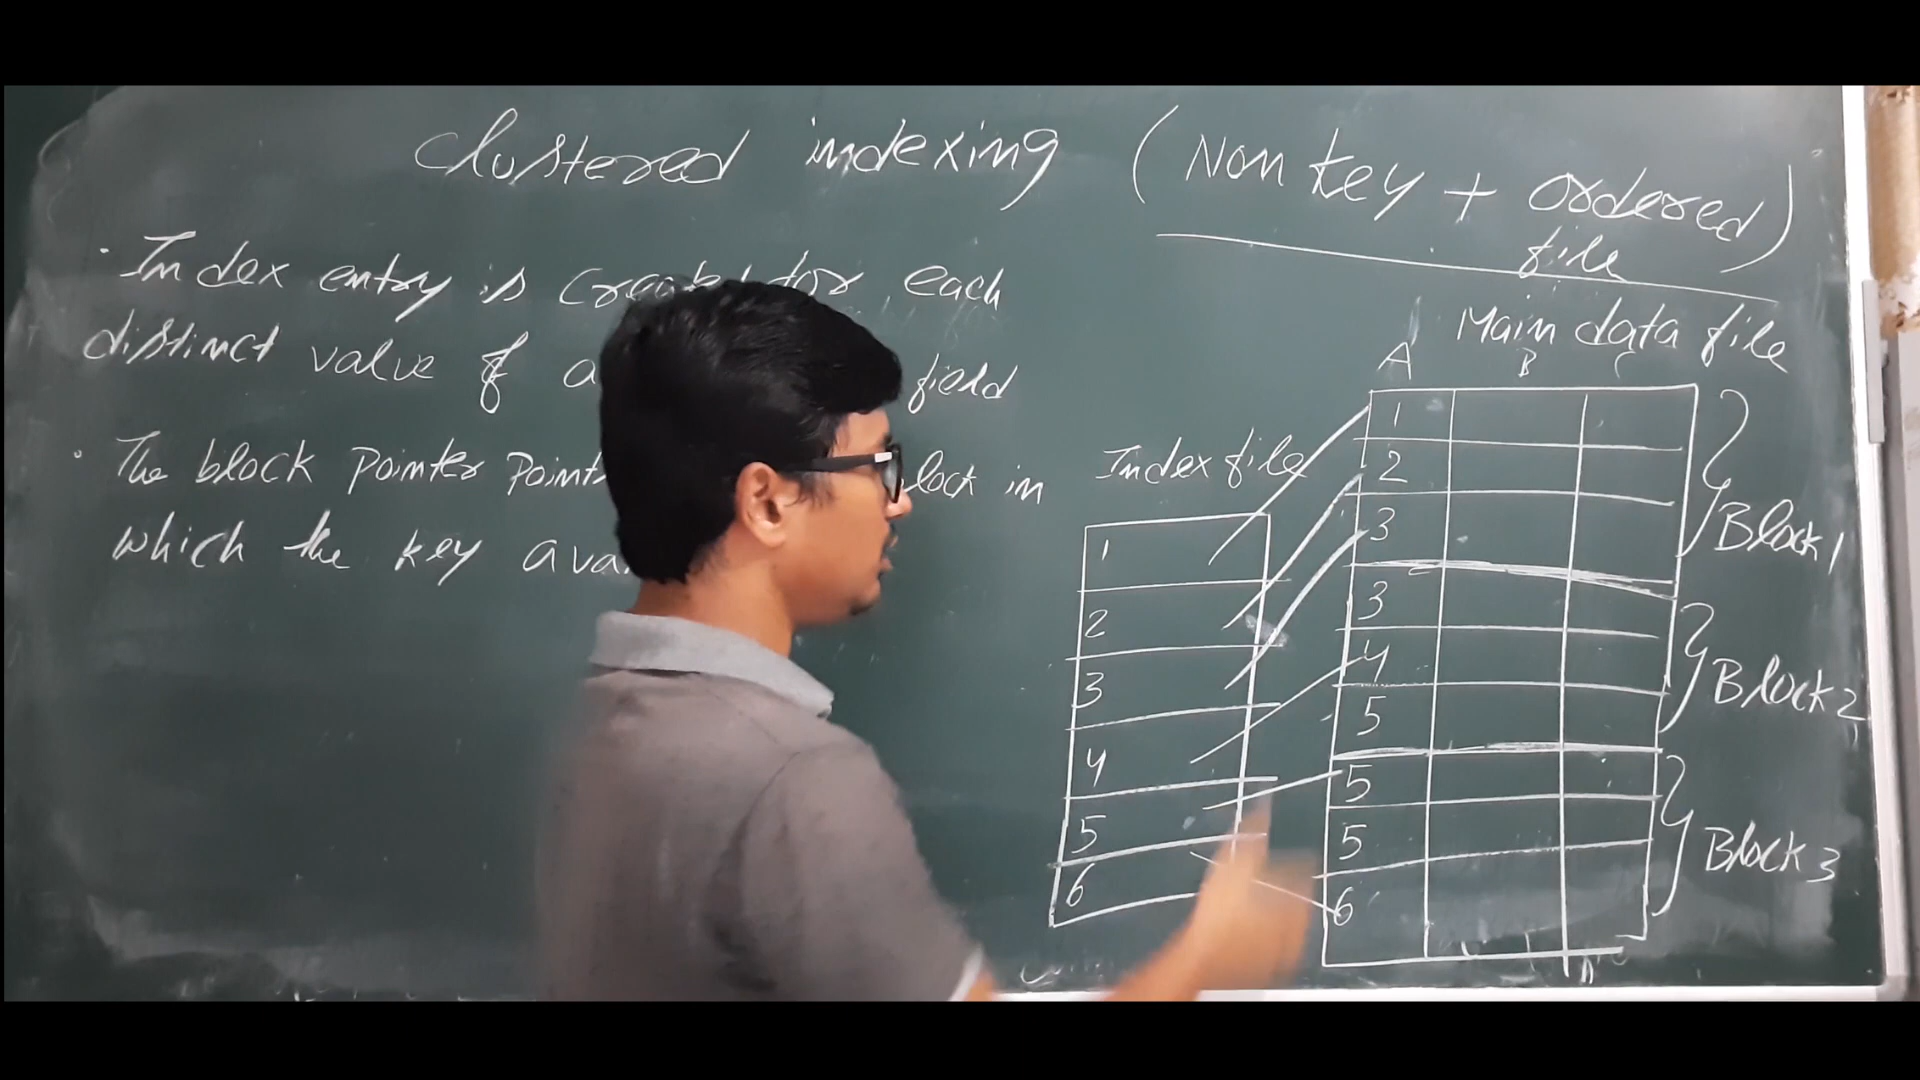 Clustered indexing (Non key + ordered)
file
· Index entry is for each
distinct value of a field
· The block pointer points in
which the key
Main data file
A B C
Index file
1
2
3
3
4
5
5
5
6
Block 1
Block 2
Block 3
1
2
3
4
5
6